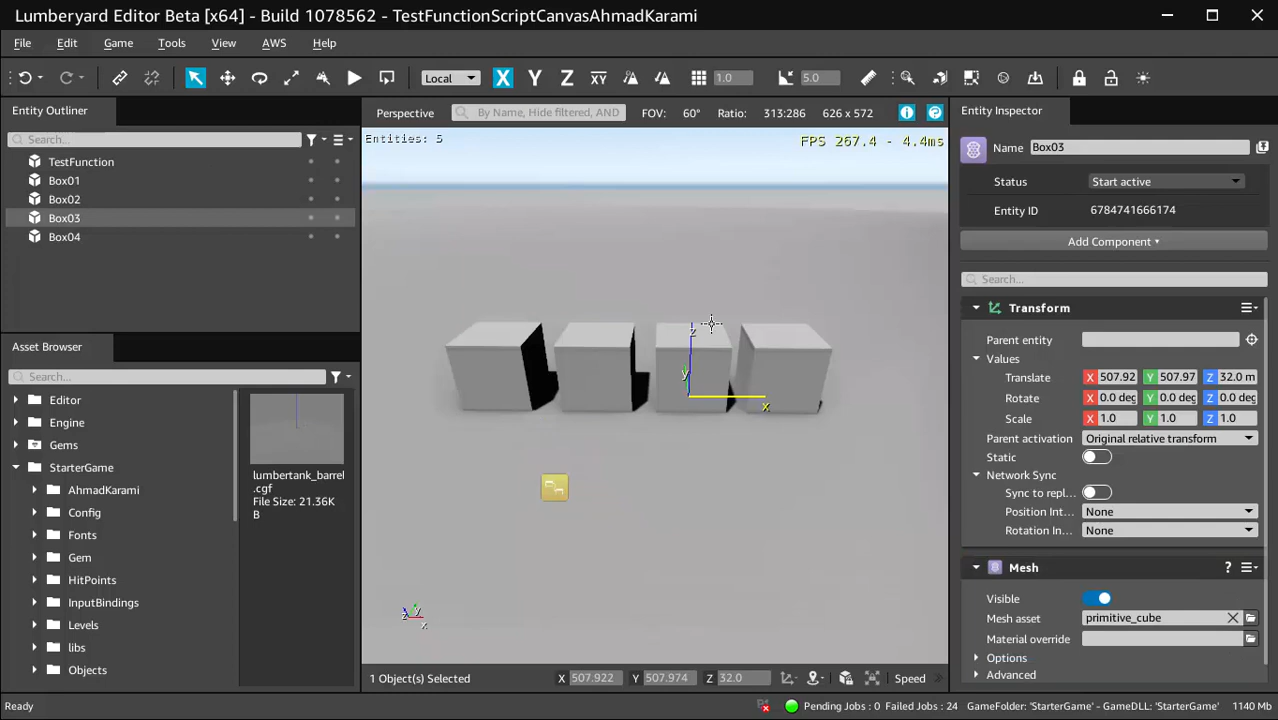 Lumberyard Editor Beta [x64] - Build 1078562 - TestFunctionScriptCanvasAhmadKarami
File Edit Game Tools View AWS Help
Local X Y Z XY 1.0 5.0
Entity Outliner
Search...
TestFunction
Box01
Box02
Box03
Box04
Asset Browser
Search...
Editor
Engine
Gems
StarterGame
AhmadKarami
Config
Fonts
Gem
HitPoints
InputBindings
Levels
libs
Objects
lumbertank_barrel
.cgf
File Size: 21.36K
B
Perspective By Name, Hide filtered, AND FOV: 60° Ratio: 313:286 626 x 572
Entities: 5 FPS 267.4 - 4.4ms
z
y
x
z y
x
1 Object(s) Selected X 507.922 Y 507.974 Z 32.0 Speed
Entity Inspector
Name Box03
Status Start active
Entity ID 6784741666174
Add Component
Search...
Transform
Parent entity
Values
Translate X 507.92 Y 507.97 Z 32.0 m
Rotate X 0.0 deg Y 0.0 deg Z 0.0 deg
Scale X 1.0 Y 1.0 Z 1.0
Parent activation Original relative transform
Static
Network Sync
Sync to repl...
Position Int... None
Rotation In... None
Mesh ?
Visible
Mesh asset primitive_cube
Material override
Options
Advanced
Ready Pending Jobs : 0 Failed Jobs : 24 GameFolder: 'StarterGame' - GameDLL: 'StarterGame' 1140 Mb